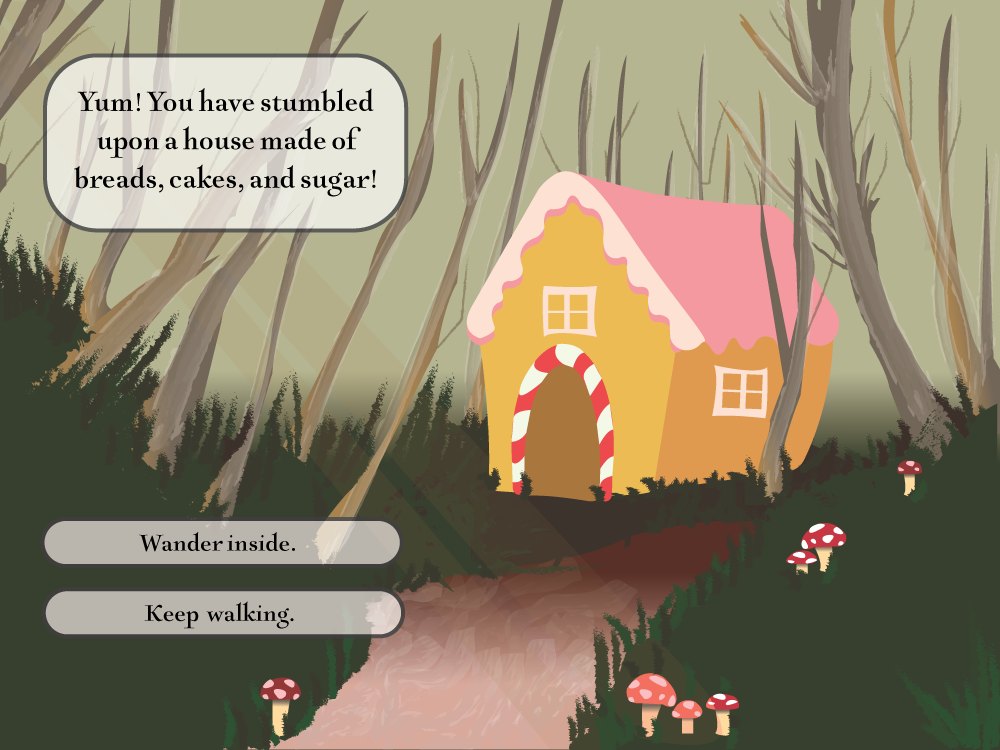 Yum! You have stumbled
upon a house made of
breads, cakes, and sugar!
Wander inside.
Keep walking.